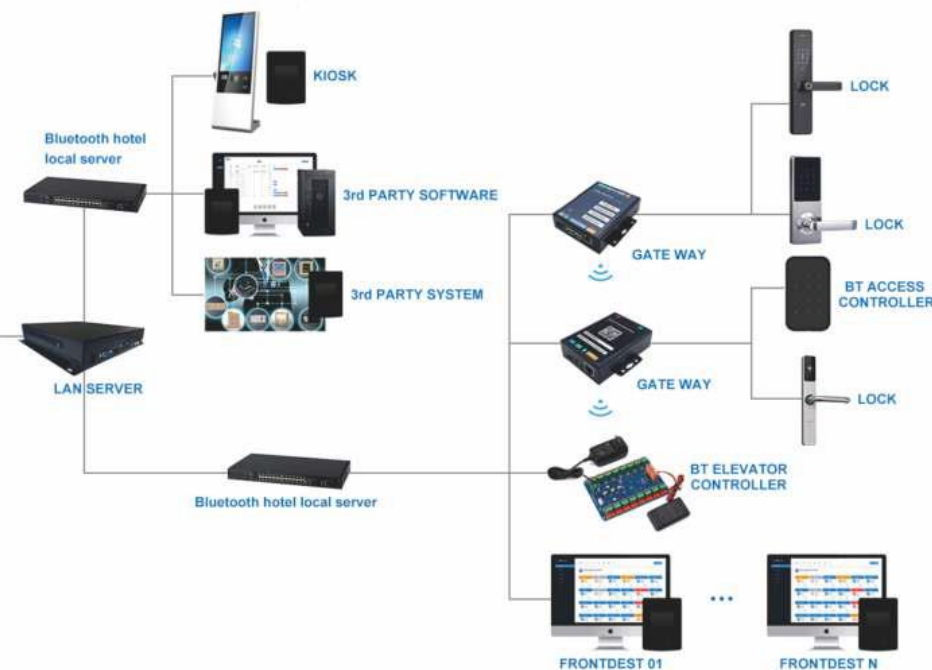 KIOSK
Bluetooth hotel
local server
3rd PARTY SOFTWARE
3rd PARTY SYSTEM
LAN SERVER
Bluetooth hotel local server
LOCK
LOCK
GATE WAY
BT ACCESS
CONTROLLER
GATE WAY
LOCK
BT ELEVATOR
CONTROLLER
FRONTDEST 01
...
FRONTDEST N